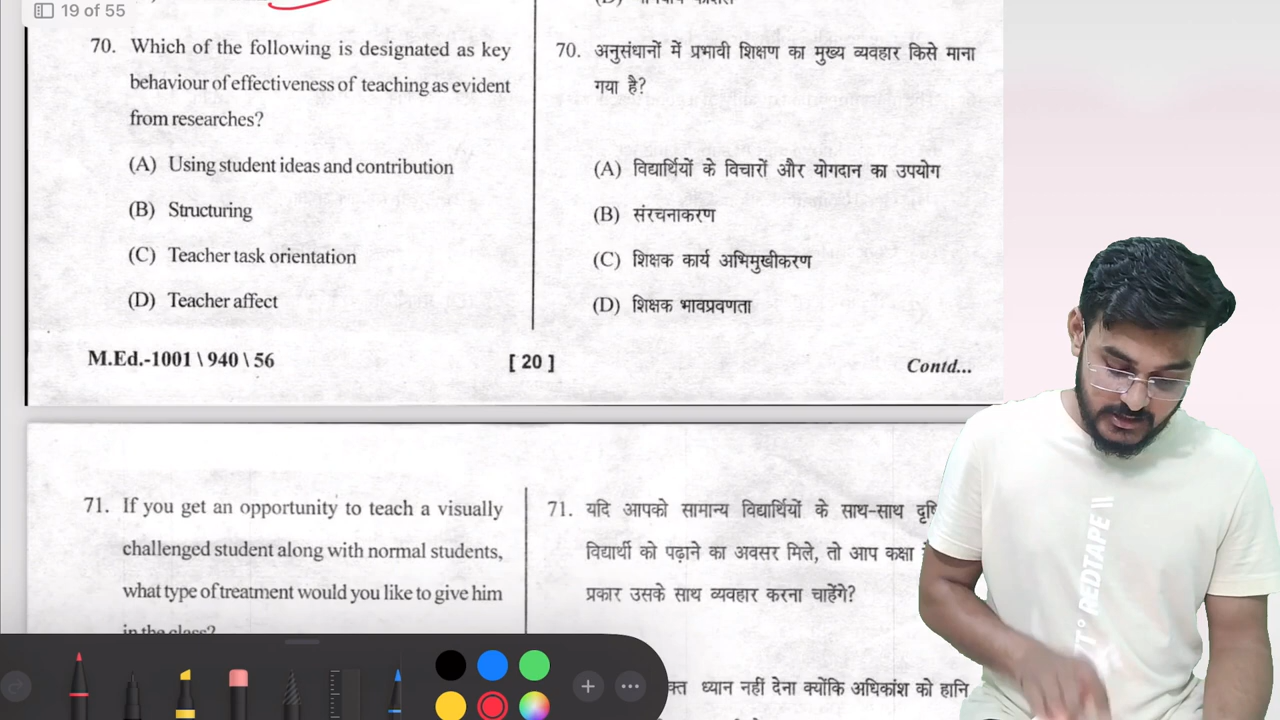 19 of 55
70. Which of the following is designated as key
behaviour of effectiveness of teaching as evident
from researches?
(A) Using student ideas and contribution
(B) Structuring
(C) Teacher task orientation
(D) Teacher affect
70. अनुसंधानों में प्रभावी शिक्षण का मुख्य व्यवहार किसे माना
गया है?
(A) विद्यार्थियों के विचारों और योगदान का उपयोग
(B) संरचनाकरण
(C) शिक्षक कार्य अभिमुखीकरण
(D) शिक्षक भावप्रवणता
M.Ed.-1001 \ 940 \ 56
[ 20 ]
Contd...
71. If you get an opportunity to teach a visually
challenged student along with normal students,
what type of treatment would you like to give him
in the class?
71. यदि आपको सामान्य विद्यार्थियों के साथ-साथ
विद्यार्थी को पढ़ाने का अवसर मिले, तो आप कक्षा
प्रकार उसके साथ व्यवहार करना चाहेंगे?
ध्यान नहीं देना क्योंकि अधिकांश को हानि
REDTAPE